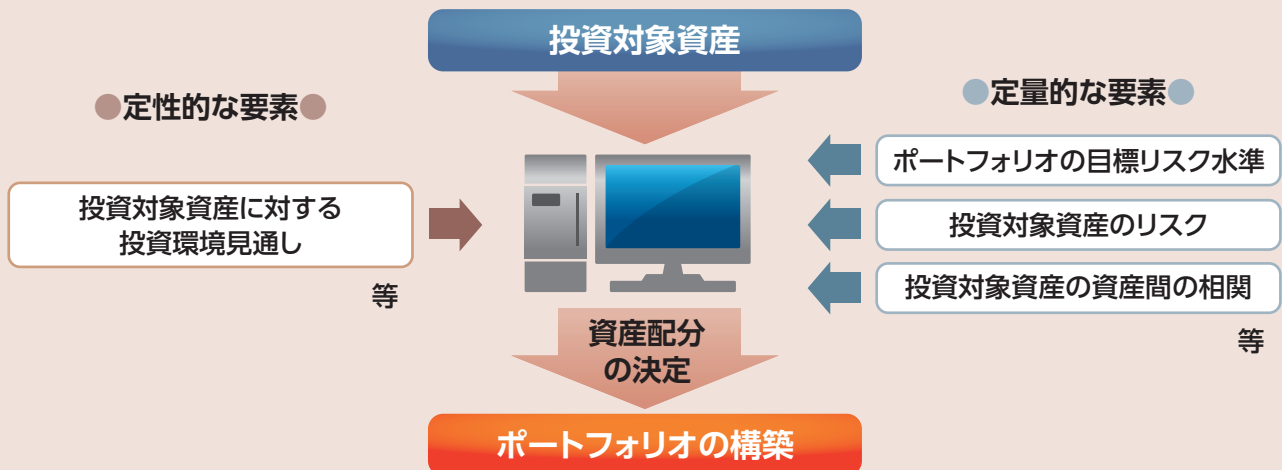 投資対象資産
●定性的な要素●
投資対象資産に対する
投資環境見通し
等
●定量的な要素●
ポートフォリオの目標リスク水準
投資対象資産のリスク
投資対象資産の資産間の相関
等
資産配分
の決定
ポートフォリオの構築